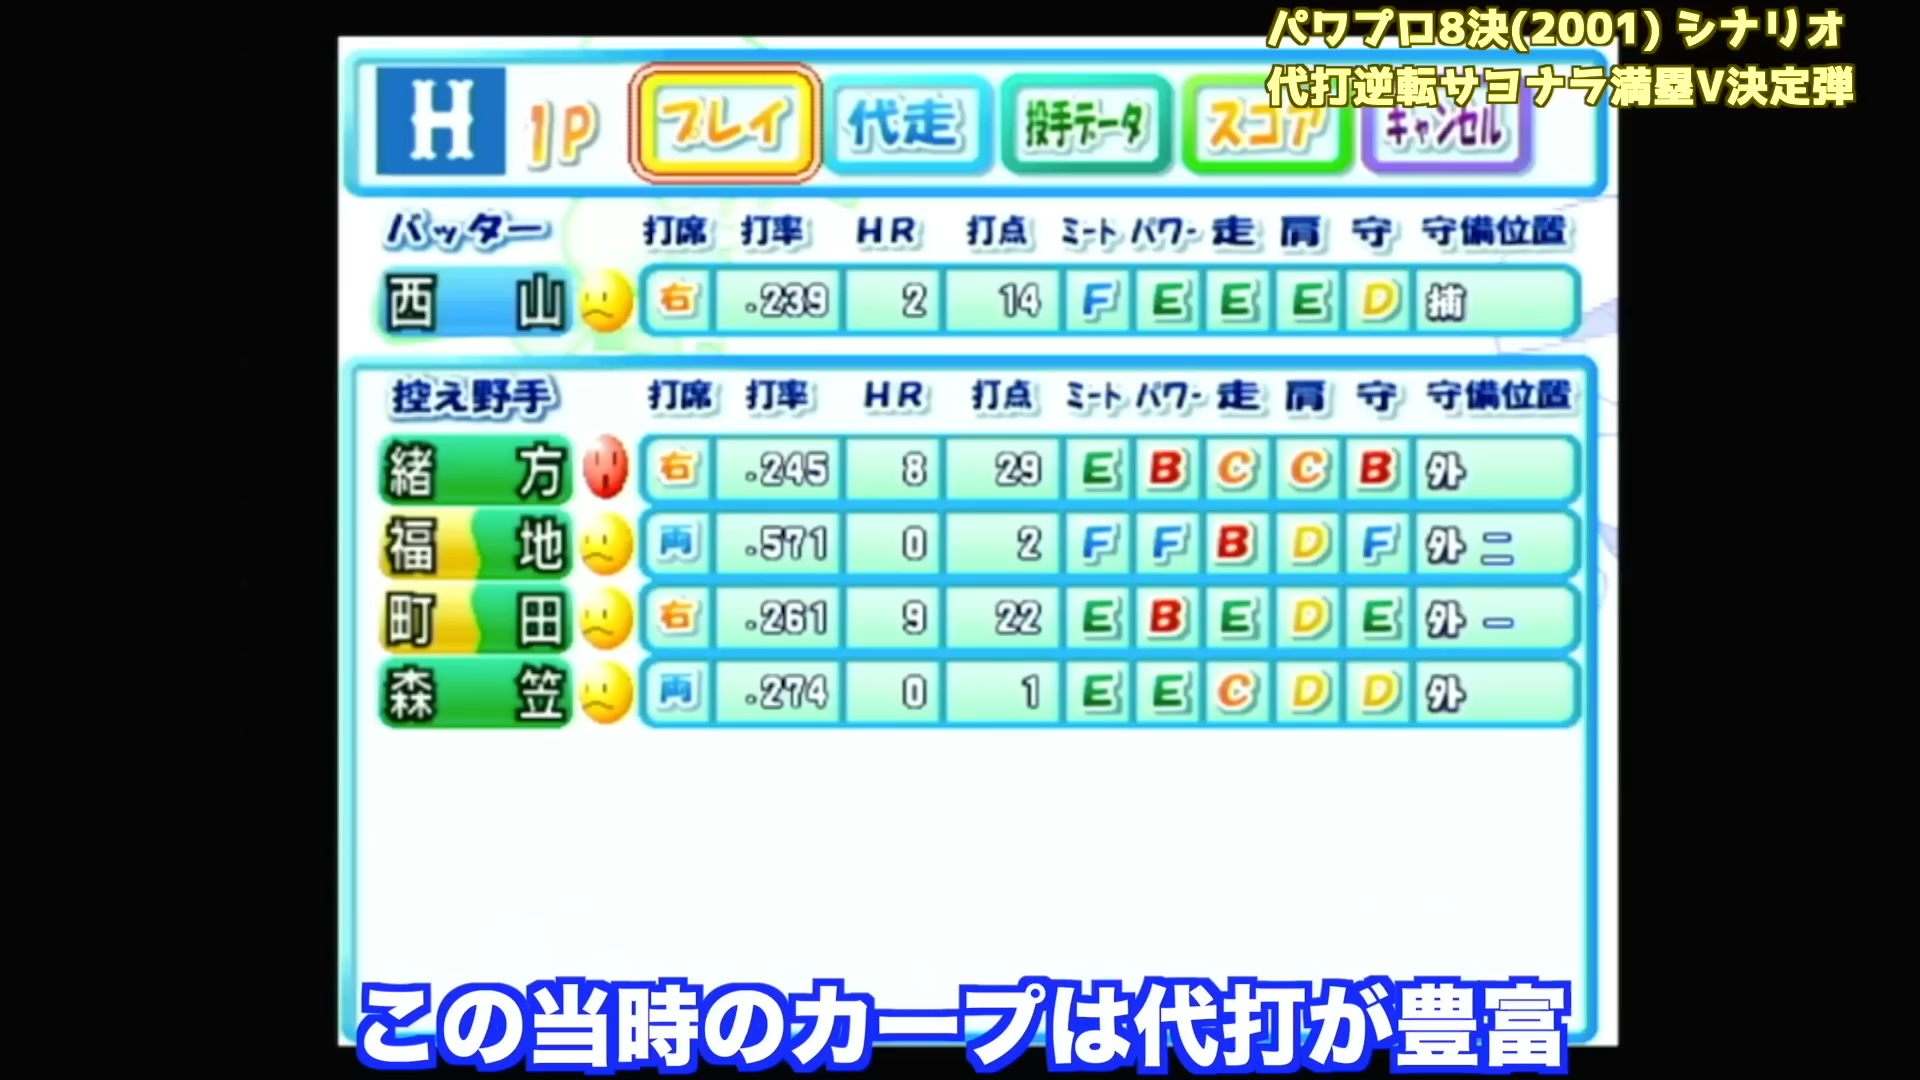 パワプロ8決(2001) シナリオ
代打逆転サヨナラ満塁V決定弾
H 1P プレイ 代走 投手データ スコア キャンセル
バッター 打席 打率 HR 打点 ミート パワー 走 肩 守 守備位置
西山 右 .239 2 14 F E E E D 捕
控え野手 打席 打率 HR 打点 ミート パワー 走 肩 守 守備位置
緒方 右 .245 8 29 E B C C B 外
福地 両 .571 0 2 F F B D F 外 二
町田 右 .261 9 22 E B E D E 外 一
森笠 両 .274 0 1 E E C D D 外
この当時のカープは代打が豊富